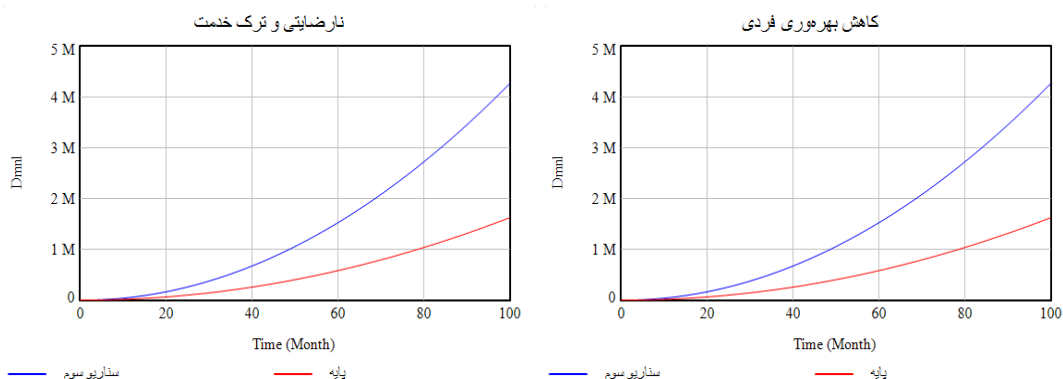 نارضایتی و ترک خدمت
5 M
4 M
3 M
2 M
1 M
0
Dmnl
0 20 40 60 80 100
Time (Month)
سناریو سوم
پایه
کاهش بهره‌وری فردی
5 M
4 M
3 M
2 M
1 M
0
Dmnl
0 20 40 60 80 100
Time (Month)
سناریو سوم
پایه